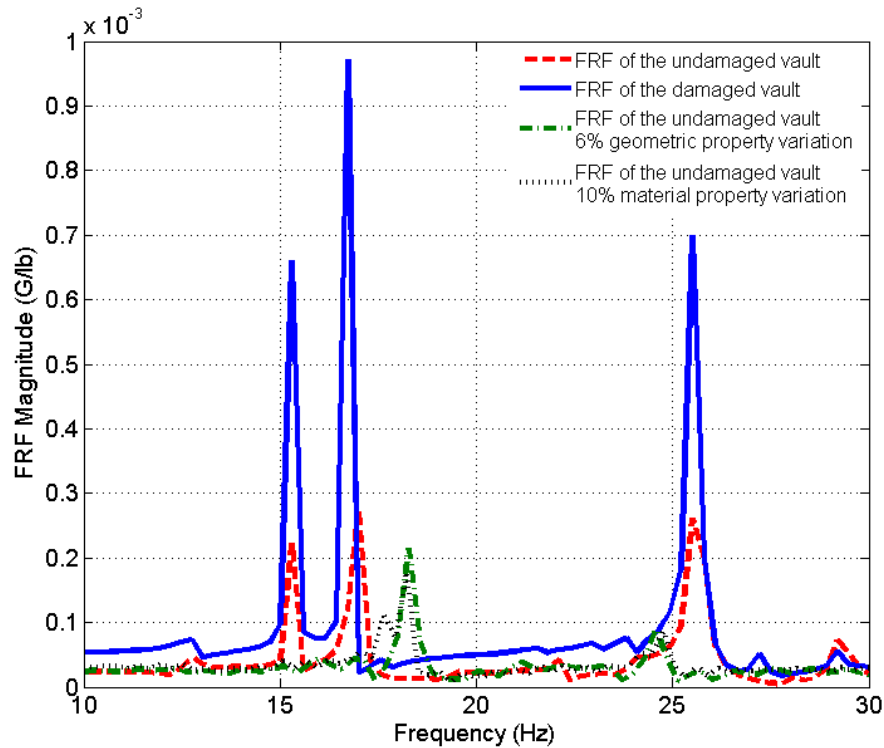 x 10-3
1
0.9
0.8
0.7
0.6
0.5
0.4
0.3
0.2
0.1
0
FRF Magnitude (G/lb)
FRF of the undamaged vault
FRF of the damaged vault
FRF of the undamaged vault
6% geometric property variation
FRF of the undamaged vault
10% material property variation
10 15 20 25 30
Frequency (Hz)